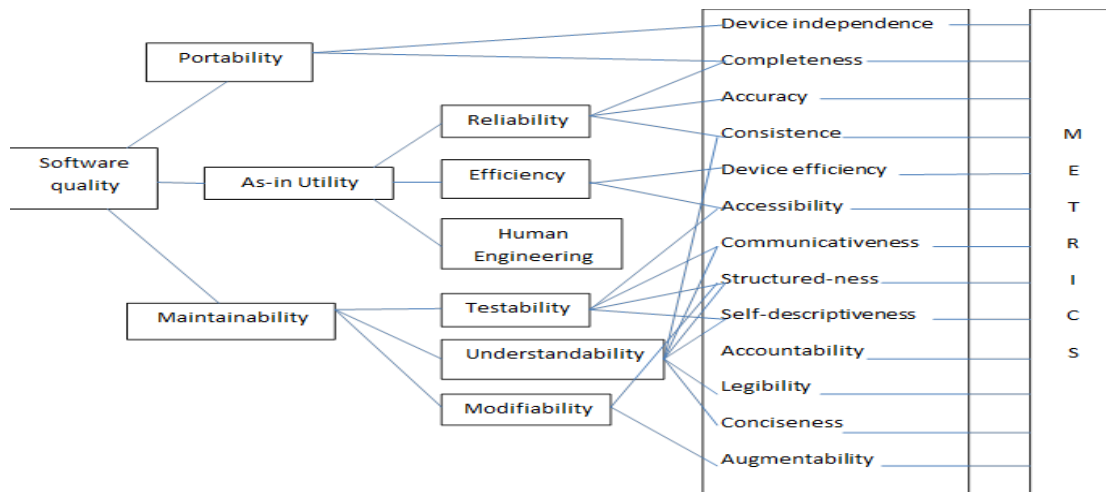 Software
quality
Portability
As-in Utility
Maintainability
Reliability
Efficiency
Human
Engineering
Testability
Understandability
Modifiability
Device independence
Completeness
Accuracy
Consistence
Device efficiency
Accessibility
Communicativeness
Structured-ness
Self-descriptiveness
Accountability
Legibility
Conciseness
Augmentability
M
E
T
R
I
C
S